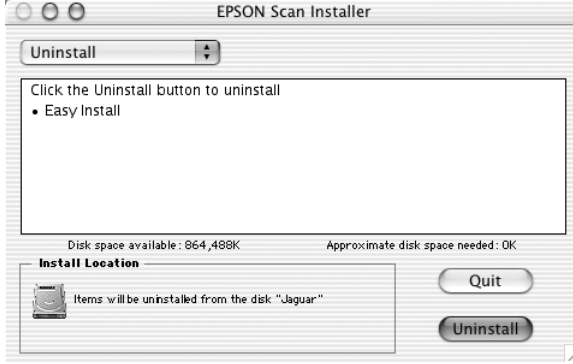 EPSON Scan Installer
Uninstall
Click the Uninstall button to uninstall
• Easy Install
Disk space available: 864,488K Approximate disk space needed: 0K
Install Location
Items will be uninstalled from the disk "Jaguar"
Quit
Uninstall